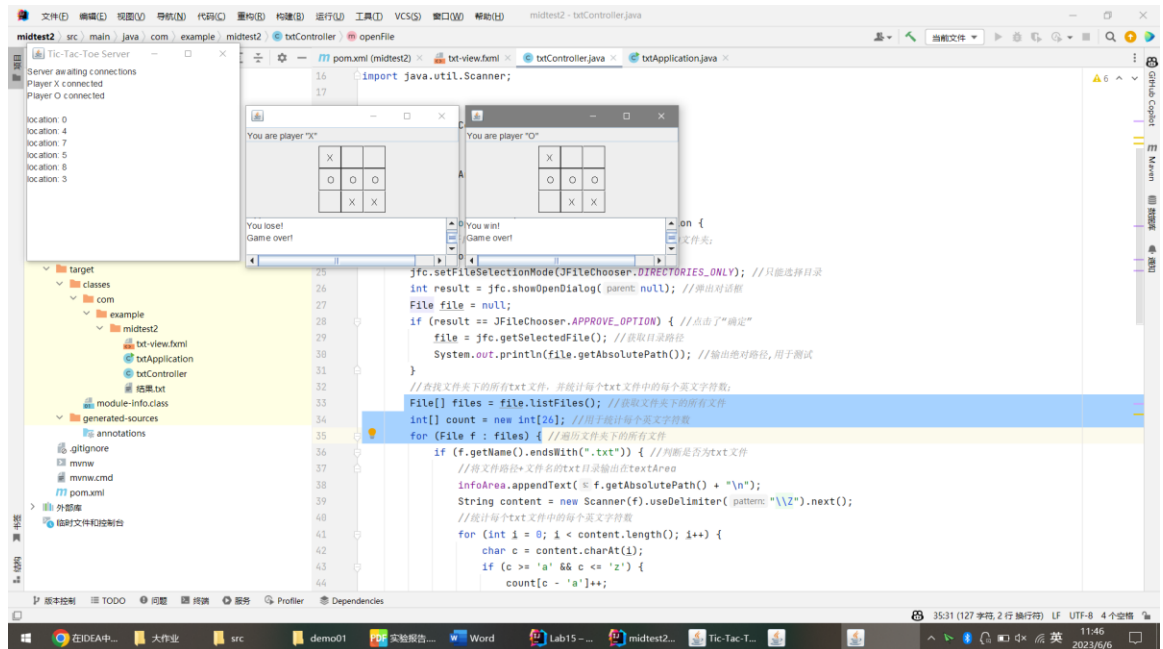 文件(F) 编辑(E) 视图(V) 导航(N) 代码(C) 重构(R) 构建(B) 运行(U) 工具(T) VCS(S) 窗口(W) 帮助(H) midtest2 - txtController.java
midtest2 src main java com example midtest2 txtController openFile 当前文件
Tic-Tac-Toe Server
Server awaiting connections
Player X connected
Player O connected
location: 0
location: 4
location: 7
location: 5
location: 8
location: 3
pom.xml (midtest2) txt-view.fxml txtController.java txtApplication.java
16 import java.util.Scanner;
17
6
You are player "X"
X
O O O
X X
You lose!
Game over!
You are player "O"
X
O O O
X X
You win!
Game over!
on {
文件夹;
target
classes
com
example
midtest2
txt-view.fxml
txtApplication
txtController
结果.txt
module-info.class
generated-sources
annotations
.gitignore
mvnw
mvnw.cmd
pom.xml
外部库
临时文件和控制台
25 jfc.setFileSelectionMode(JFileChooser.DIRECTORIES_ONLY); //只能选择目录
26 int result = jfc.showOpenDialog( parent: null); //弹出对话框
27 File file = null;
28 if (result == JFileChooser.APPROVE_OPTION) { //点击了"确定"
29 file = jfc.getSelectedFile(); //获取目录路径
30 System.out.println(file.getAbsolutePath()); //输出绝对路径,用于测试
31 }
32 //查找文件夹下的所有txt文件, 并统计每个txt文件中的每个英文字符数;
33 File[] files = file.listFiles(); //获取文件夹下的所有文件
34 int[] count = new int[26]; //用于统计每个英文字符数
35 for (File f : files) { //遍历文件夹下的所有文件
36 if (f.getName().endsWith(".txt")) { //判断是否为txt文件
37 //将文件路径+文件名的txt目录输出在textArea
38 infoArea.appendText( s: f.getAbsolutePath() + "\n");
39 String content = new Scanner(f).useDelimiter( pattern: "\\Z").next();
40 //统计每个txt文件中的每个英文字符数
41 for (int i = 0; i < content.length(); i++) {
42 char c = content.charAt(i);
43 if (c >= 'a' && c <= 'z') {
44 count[c - 'a']++;
GitHub Copilot
Maven
数据库
通知
书签
结构
版本控制 TODO 问题 终端 服务 Profiler Dependencies
35:31 (127 字符, 2 行 换行符) LF UTF-8 4 个空格
在IDEA中... 大作业 src demo01 实验报告.... Word Lab15 – ... midtest2... Tic-Tac-T... 英 11:46
2023/6/6